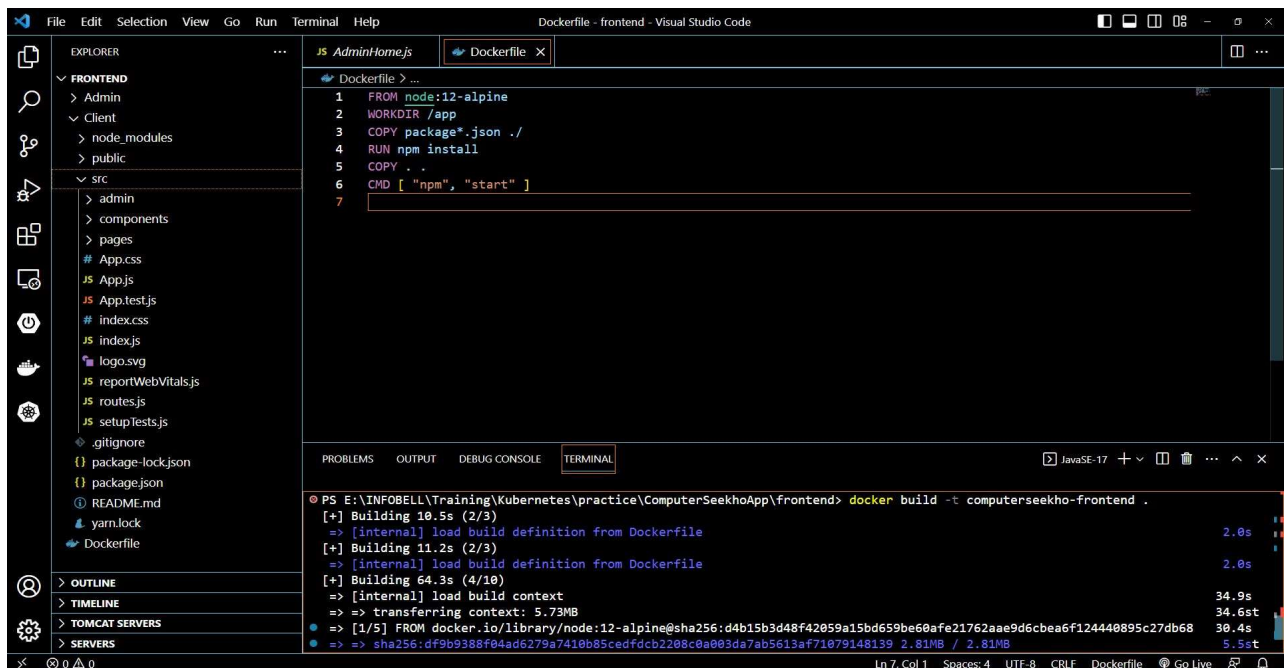 File Edit Selection View Go Run Terminal Help
Dockerfile - frontend - Visual Studio Code
EXPLORER
FRONTEND
Admin
Client
node_modules
public
src
admin
components
pages
# App.css
JS App.js
JS App.test.js
# index.css
JS index.js
logo.svg
JS reportWebVitals.js
JS routes.js
JS setupTests.js
.gitignore
{} package-lock.json
{} package.json
README.md
yarn.lock
Dockerfile
OUTLINE
TIMELINE
TOMCAT SERVERS
SERVERS
JS AdminHome.js
Dockerfile
Dockerfile > ...
1 FROM node:12-alpine
2 WORKDIR /app
3 COPY package*.json ./
4 RUN npm install
5 COPY . .
6 CMD [ "npm", "start" ]
7
PROBLEMS OUTPUT DEBUG CONSOLE TERMINAL
JavaSE-17
PS E:\INFOBELL\Training\Kubernetes\practice\ComputerSeekhoApp\frontend> docker build -t computerseekho-frontend .
[+] Building 10.5s (2/3)
=> [internal] load build definition from Dockerfile 2.0s
[+] Building 11.2s (2/3)
=> [internal] load build definition from Dockerfile 2.0s
[+] Building 64.3s (4/10)
=> [internal] load build context 34.9s
=> => transferring context: 5.73MB 34.6st
=> [1/5] FROM docker.io/library/node:12-alpine@sha256:d4b15b3d48f42059a15bd659be60afe21762aae9d6cbea6f124440895c27db68 30.4s
=> => sha256:df9b9388f04ad6279a7410b85cedfdcb2208c0a003da7ab5613af71079148139 2.81MB / 2.81MB 5.5st
0 0
Ln 7, Col 1 Spaces: 4 UTF-8 CRLF Dockerfile Go Live